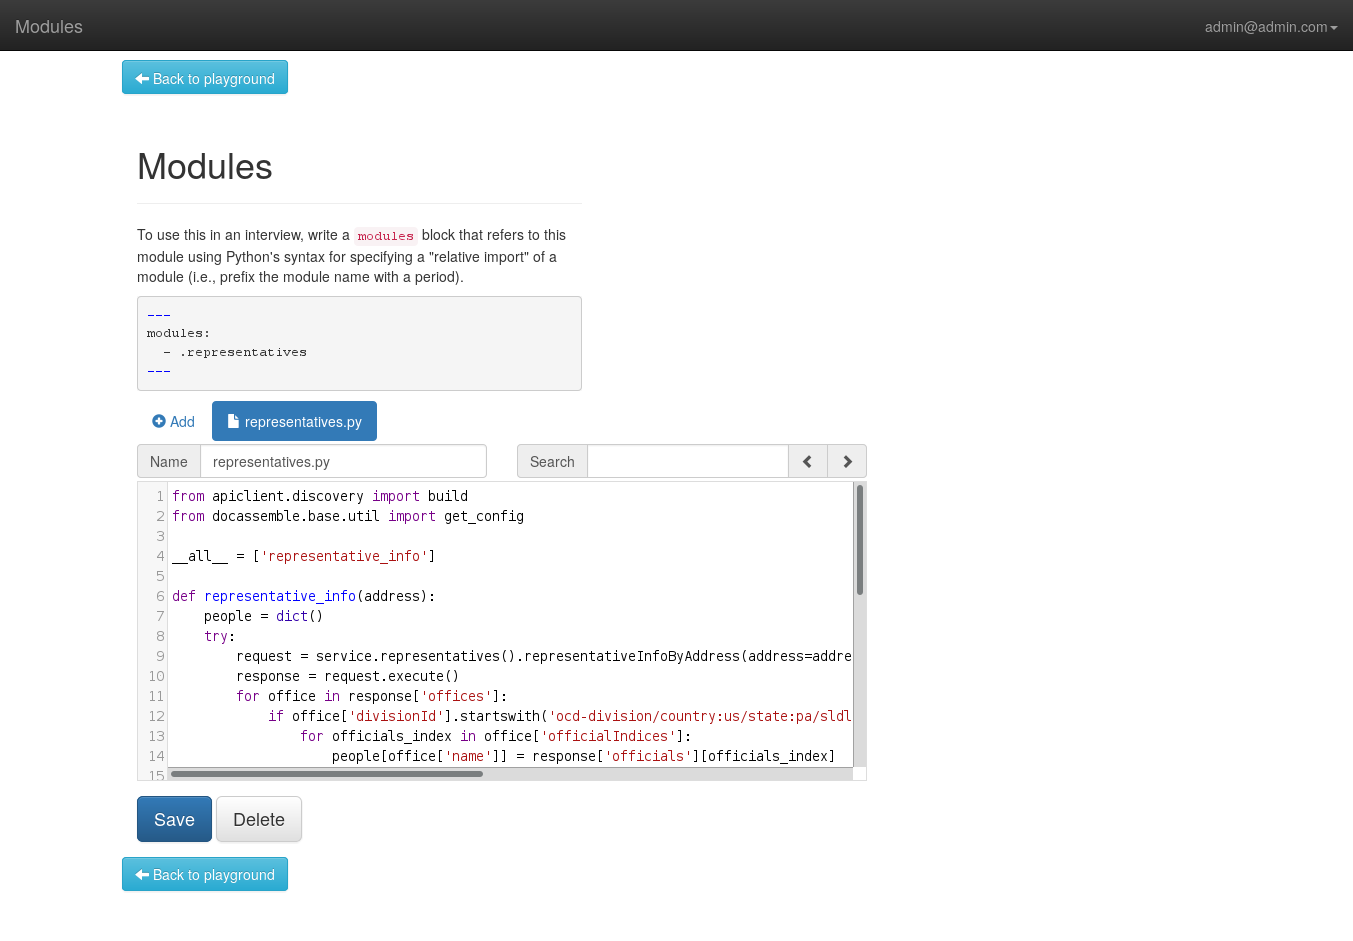 Modules
admin@admin.com
Back to playground
Modules
To use this in an interview, write a modules block that refers to this
module using Python's syntax for specifying a "relative import" of a
module (i.e., prefix the module name with a period).
---
modules:
  - .representatives
---
Add representatives.py
Name representatives.py Search
1 from apiclient.discovery import build
2 from docassemble.base.util import get_config
3
4 __all__ = ['representative_info']
5
6 def representative_info(address):
7     people = dict()
8     try:
9         request = service.representatives().representativeInfoByAddress(address=addre
10         response = request.execute()
11         for office in response['offices']:
12             if office['divisionId'].startswith('ocd-division/country:us/state:pa/sldl
13                 for officials_index in office['officialIndices']:
14                     people[office['name']] = response['officials'][officials_index]
15
Save Delete
Back to playground